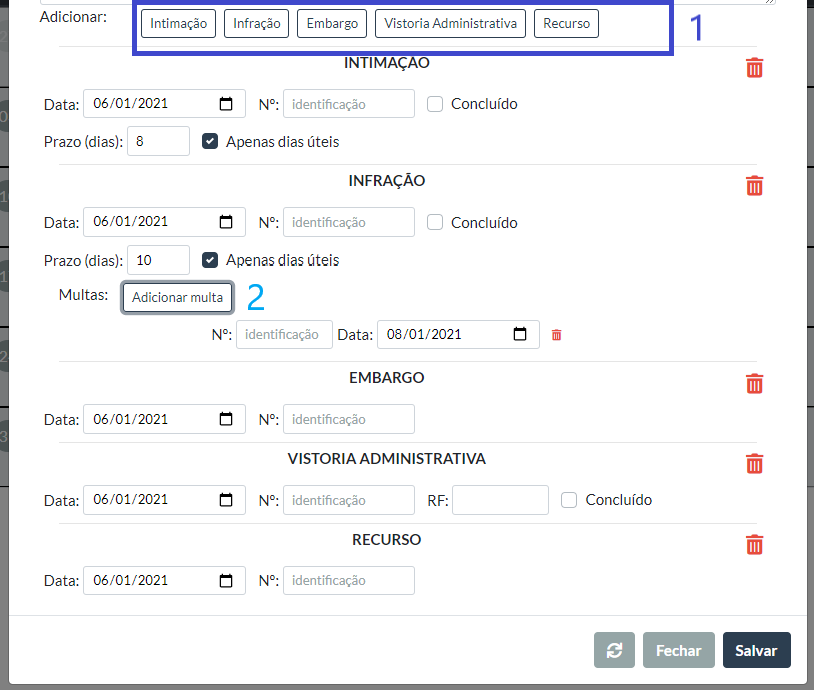 Adicionar: Intimação Infração Embargo Vistoria Administrativa Recurso 1
INTIMAÇÃO
Data: 06/01/2021 Nº: identificação Concluído
Prazo (dias): 8 Apenas dias úteis
INFRAÇÃO
Data: 06/01/2021 Nº: identificação Concluído
Prazo (dias): 10 Apenas dias úteis
Multas: Adicionar multa 2
Nº: identificação Data: 08/01/2021
EMBARGO
Data: 06/01/2021 Nº: identificação
VISTORIA ADMINISTRATIVA
Data: 06/01/2021 Nº: identificação RF: Concluído
RECURSO
Data: 06/01/2021 Nº: identificação
Fechar Salvar